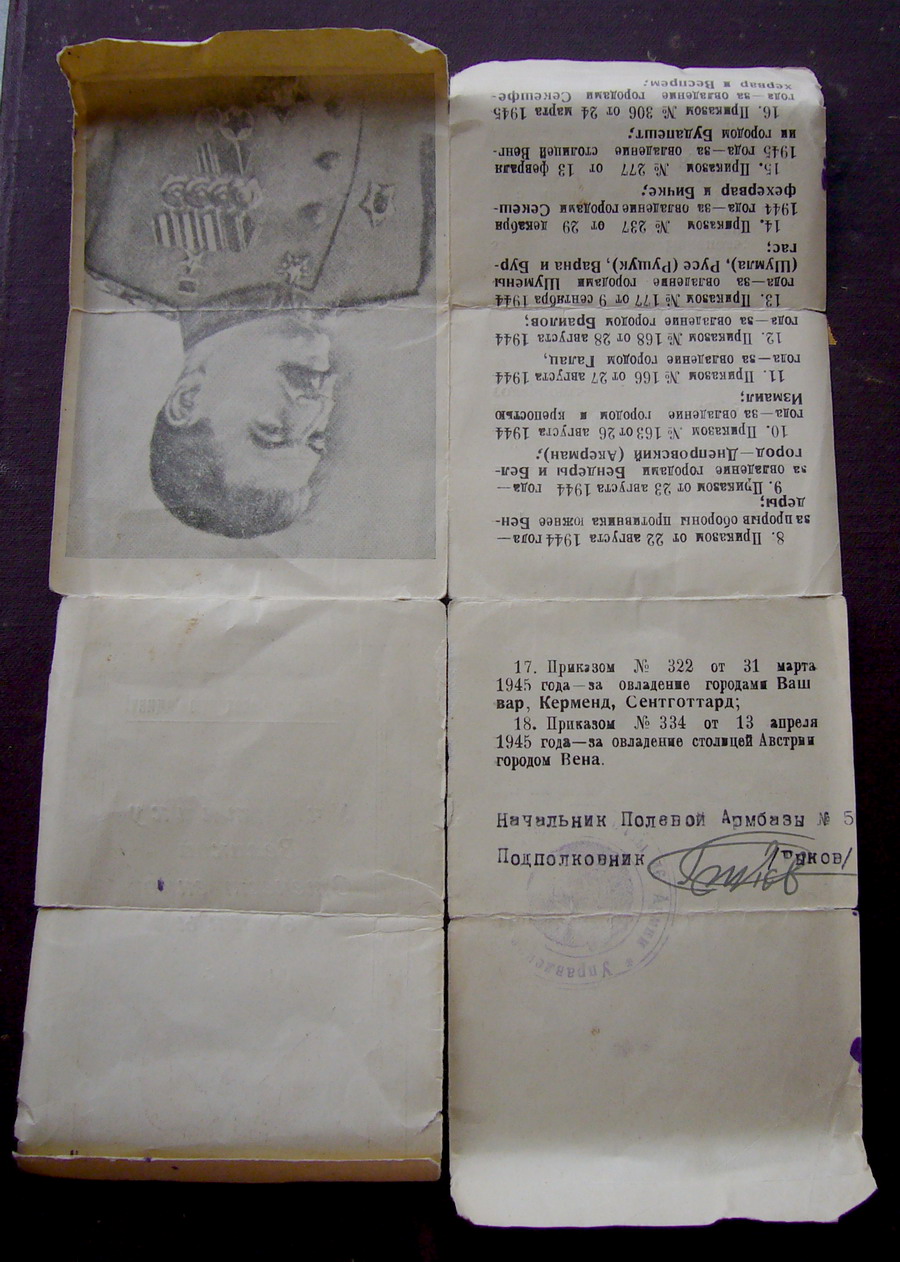 8. Приказом от 22 августа 1944 года—
за прорыв обороны противника южнее Бен-
деры;
9. Приказом от 23 августа 1944 года—
за овладение городами Бендеры и Бел-
город—Днепровский (Акерман);
10. Приказом № 163 от 26 августа 1944
года—за овладение городом и крепостью
Измаил;
11. Приказом № 166 от 27 августа 1944
года—за овладение городом Галац,
12. Приказом № 168 от 28 августа 1944
года—за овладение городом Браилов;
13. Приказом № 177 от 9 сентября 1944
года—за овладение городами Шумены
(Шумла), Русе (Рущук), Варна и Бур-
гас;
14. Приказом № 237 от 29 декабря
1944 года—за овладение городами Секеш-
фехервар и Бичке;
15. Приказом № 277 от 13 февраля
1945 года—за овладение столицей Венг-
ии городом Будапешт;
16. Приказом № 306 от 24 марта 1945
года—за овладение городами Секешфе-
хервар и Веспрем;
17. Приказом № 322 от 31 марта
1945 года—за овладение городами Ваш
вар, Керменд, Сентготтард;
18. Приказом № 334 от 13 апреля
1945 года—за овладение столицей Австрии
городом Вена.
Начальник Полевой Армбазы № 5
Подполковник
Армии * Управлен